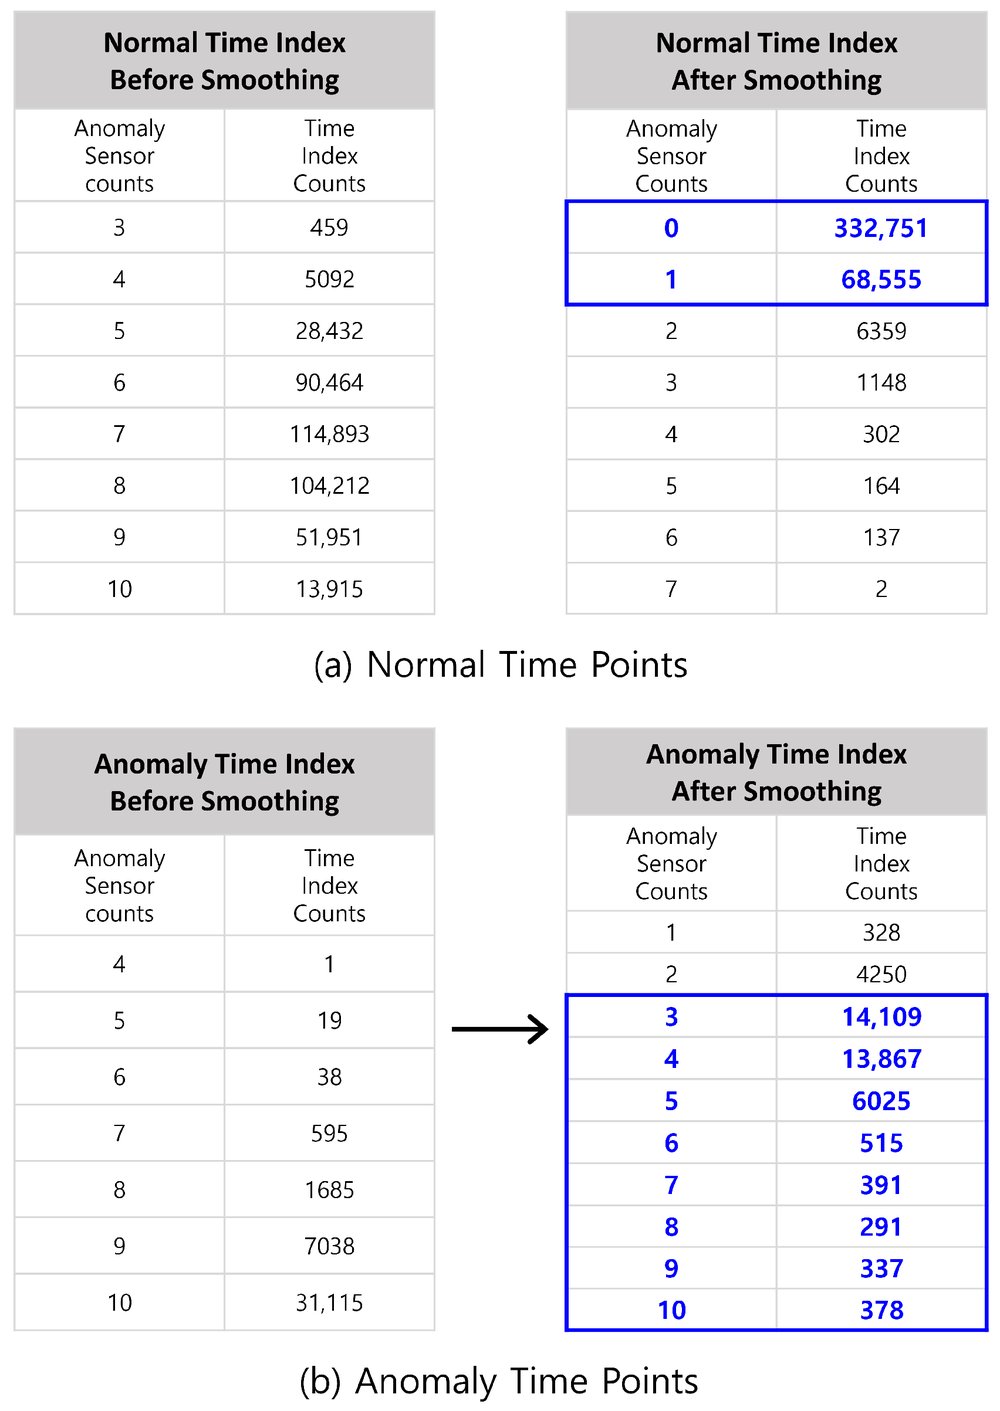 Normal Time Index
Before Smoothing
Anomaly
Sensor
counts
Time
Index
Counts
3 459
4 5092
5 28,432
6 90,464
7 114,893
8 104,212
9 51,951
10 13,915
Normal Time Index
After Smoothing
Anomaly
Sensor
Counts
Time
Index
Counts
0 332,751
1 68,555
2 6359
3 1148
4 302
5 164
6 137
7 2
(a) Normal Time Points
Anomaly Time Index
Before Smoothing
Anomaly
Sensor
counts
Time
Index
Counts
4 1
5 19
6 38
7 595
8 1685
9 7038
10 31,115
Anomaly Time Index
After Smoothing
Anomaly
Sensor
Counts
Time
Index
Counts
1 328
2 4250
3 14,109
4 13,867
5 6025
6 515
7 391
8 291
9 337
10 378
(b) Anomaly Time Points